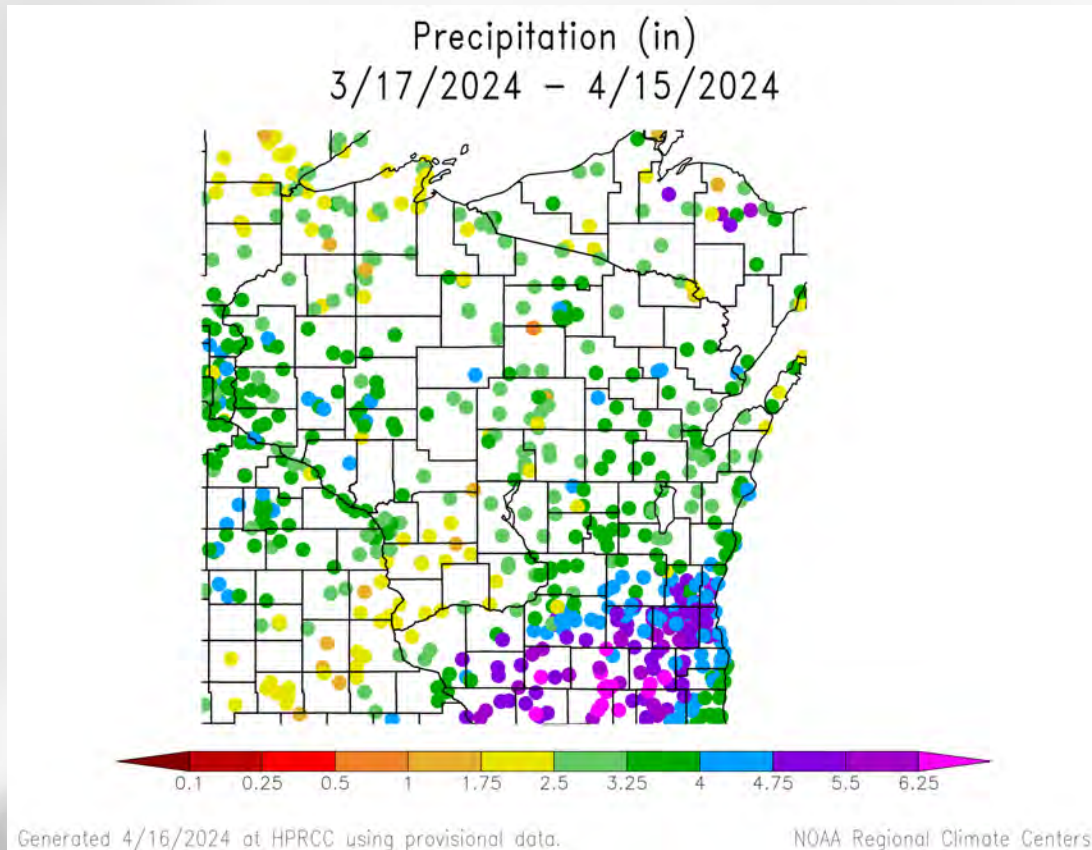 Precipitation (in)
3/17/2024 – 4/15/2024
0.1 0.25 0.5 1 1.75 2.5 3.25 4 4.75 5.5 6.25
Generated 4/16/2024 at HPRCC using provisional data. NOAA Regional Climate Centers